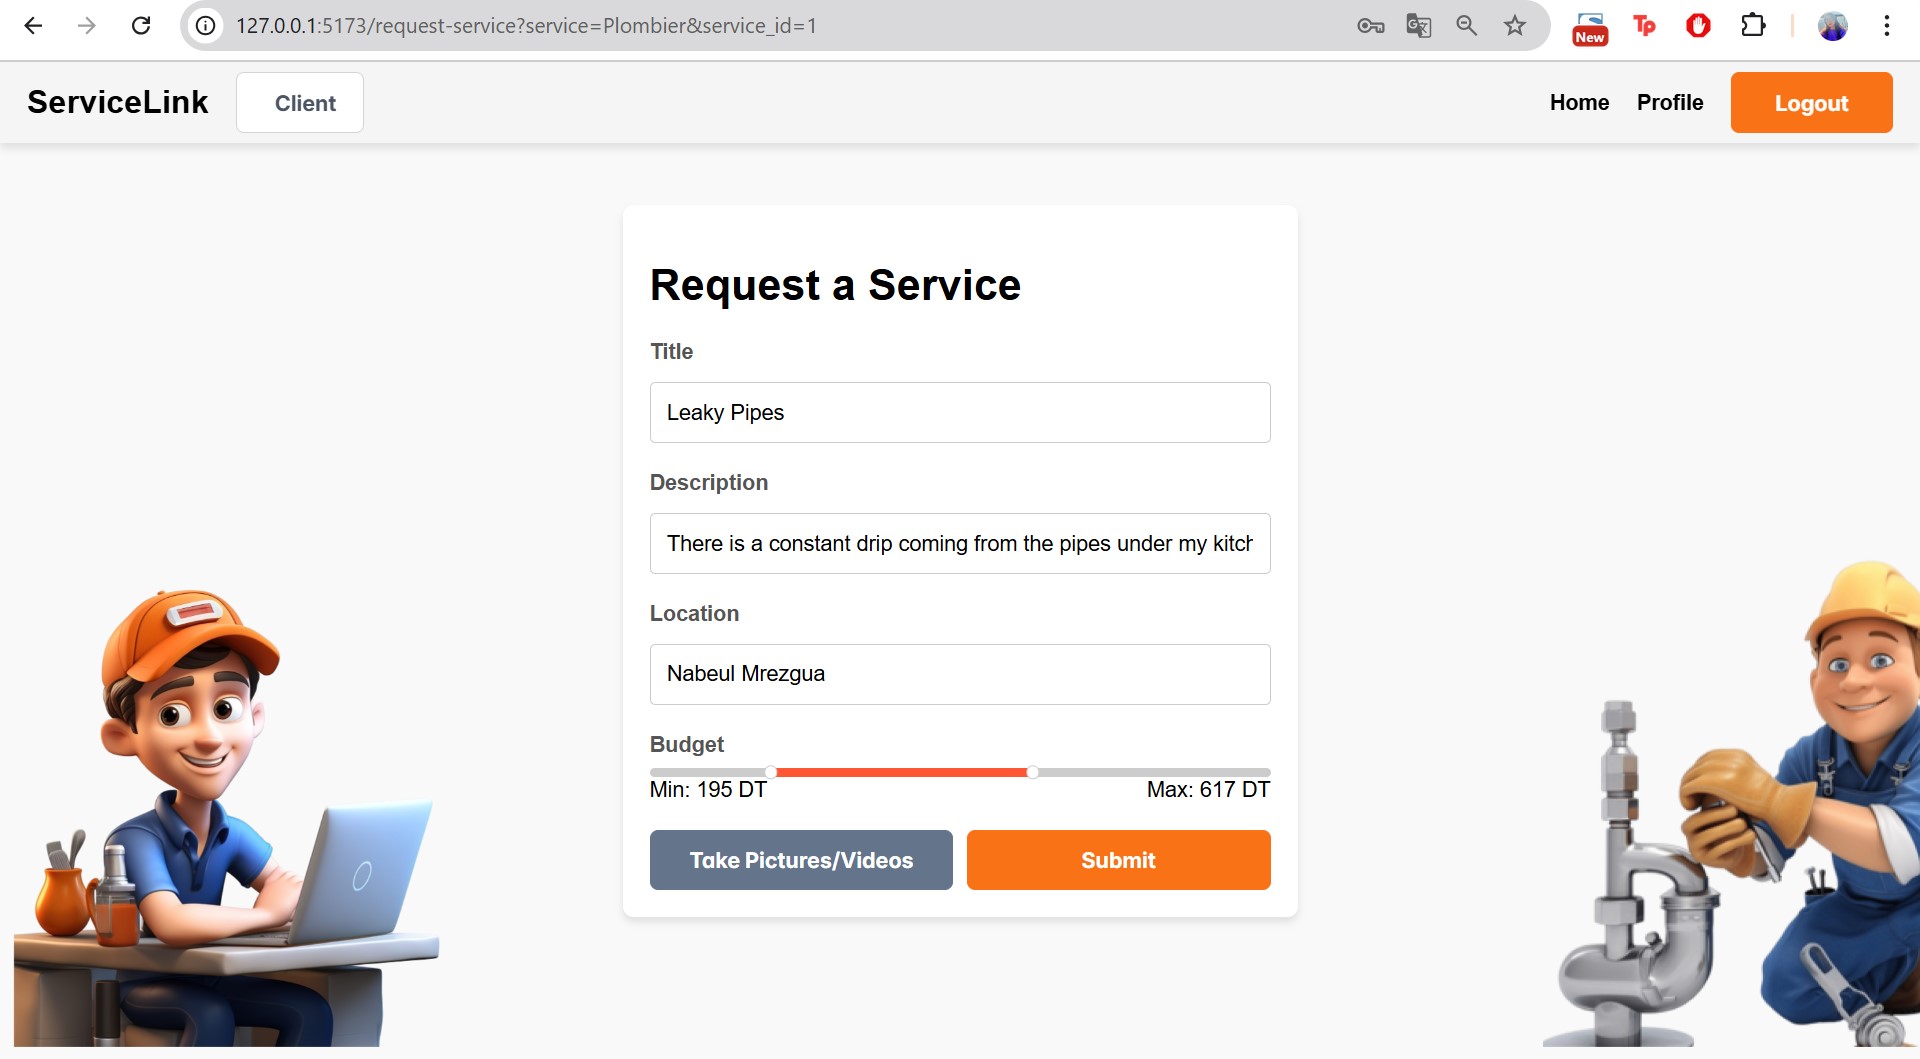 127.0.0.1:5173/request-service?service=Plombier&service_id=1
New
Tp
ServiceLink
Client
Home
Profile
Logout
Request a Service
Title
Leaky Pipes
Description
There is a constant drip coming from the pipes under my kitch
Location
Nabeul Mrezgua
Budget
Min: 195 DT
Max: 617 DT
Take Pictures/Videos
Submit